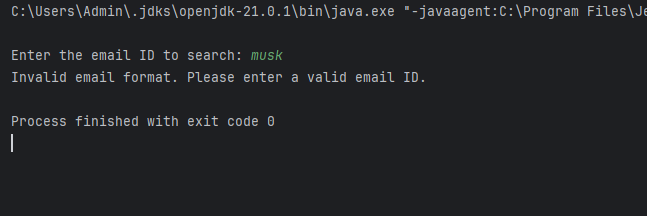 C:\Users\Admin\.jdks\openjdk-21.0.1\bin\java.exe "-javaagent:C:\Program Files\Je
Enter the email ID to search: musk
Invalid email format. Please enter a valid email ID.
Process finished with exit code 0